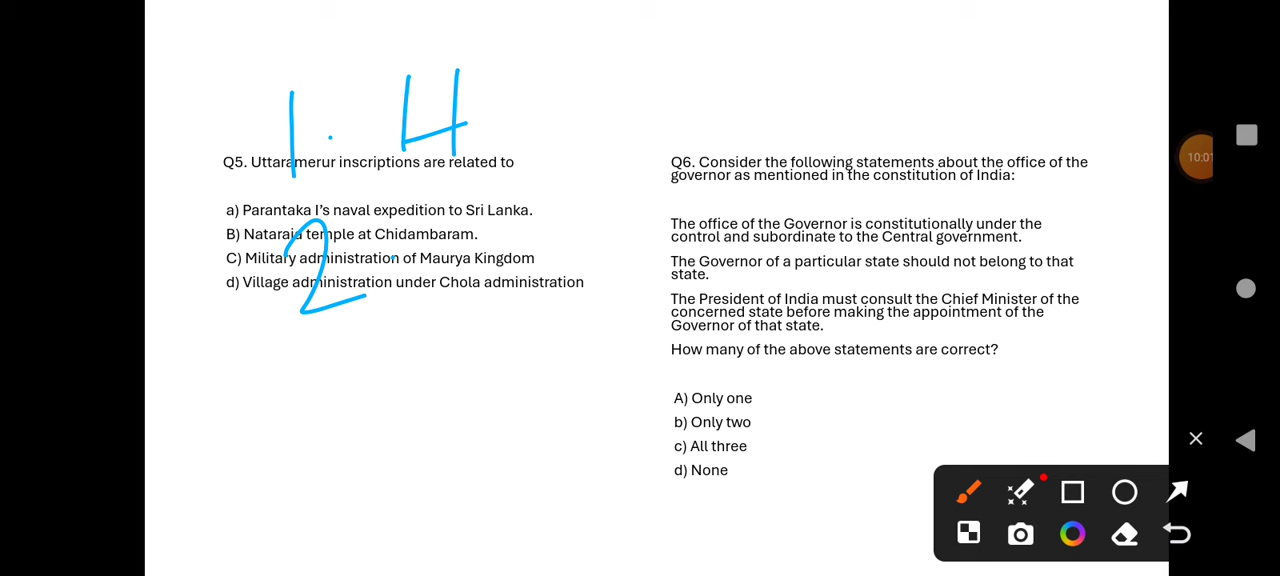 1. 4
Q5. Uttaramerur inscriptions are related to
a) Parantaka I's naval expedition to Sri Lanka.
B) Nataraja temple at Chidambaram.
C) Military administration of Maurya Kingdom
d) Village administration under Chola administration
2
Q6. Consider the following statements about the office of the
governor as mentioned in the constitution of India:
The office of the Governor is constitutionally under the
control and subordinate to the Central government.
The Governor of a particular state should not belong to that
state.
The President of India must consult the Chief Minister of the
concerned state before making the appointment of the
Governor of that state.
How many of the above statements are correct?
A) Only one
b) Only two
c) All three
d) None
10:01